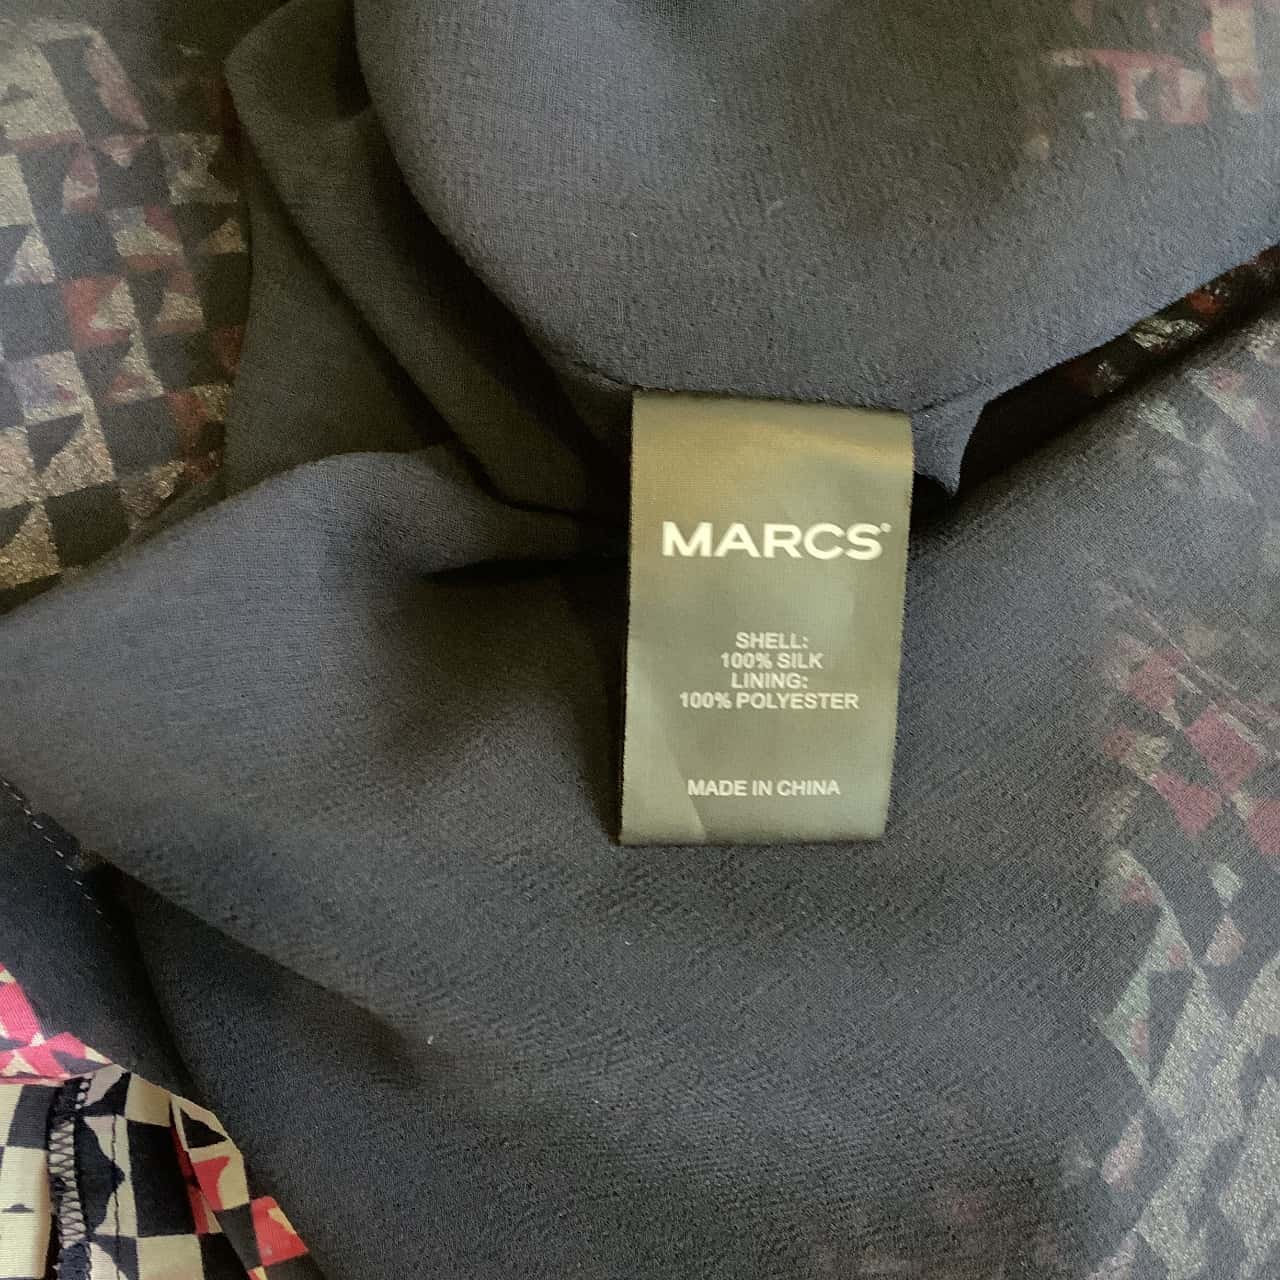 MARCS®
SHELL:
100% SILK
LINING:
100% POLYESTER
MADE IN CHINA